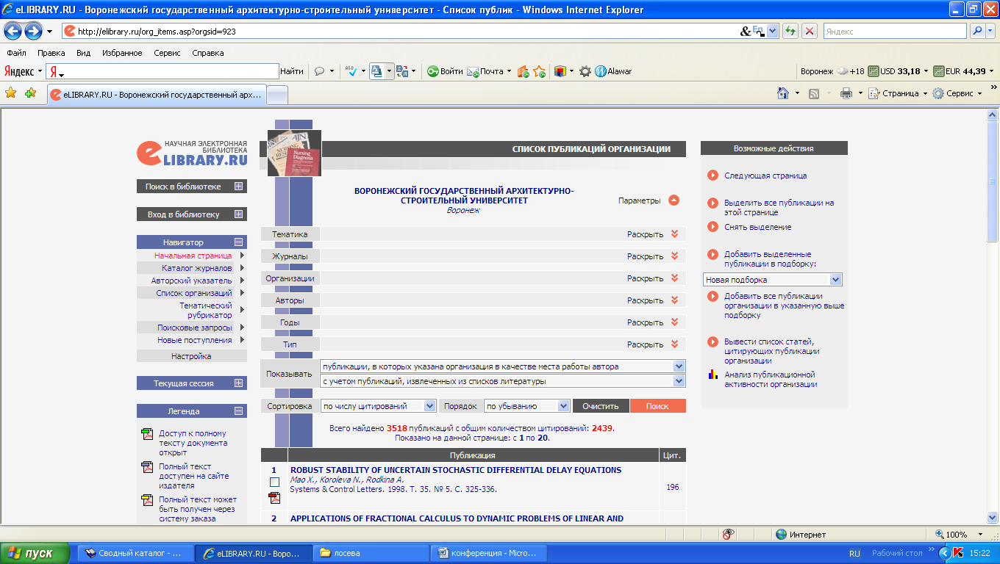 eLIBRARY.RU - Воронежский государственный архитектурно-строительный университет - Список публик - Windows Internet Explorer
http://elibrary.ru/org_items.asp?orgsid=923
Яндекс
Файл Правка Вид Избранное Сервис Справка
Яндекс Я Найти Войти Почта Alawar Воронеж +18 USD 33,18 EUR 44,39
eLIBRARY.RU - Воронежский государственный арх... Страница Сервис
НАУЧНАЯ ЭЛЕКТРОННАЯ
БИБЛИОТЕКА
eLIBRARY.RU
Поиск в библиотеке
Вход в библиотеку
Навигатор
Начальная страница
Каталог журналов
Авторский указатель
Список организаций
Тематический
рубрикатор
Поисковые запросы
Новые поступления
Настройка
Текущая сессия
Легенда
Доступ к полному
тексту документа
открыт
Полный текст
доступен на сайте
издателя
Полный текст может
быть получен через
систему заказа
Nursing
Diagnosis
СПИСОК ПУБЛИКАЦИЙ ОРГАНИЗАЦИИ
ВОРОНЕЖСКИЙ ГОСУДАРСТВЕННЫЙ АРХИТЕКТУРНО-
СТРОИТЕЛЬНЫЙ УНИВЕРСИТЕТ
Воронеж
Параметры
Тематика Раскрыть
Журналы Раскрыть
Организации Раскрыть
Авторы Раскрыть
Годы Раскрыть
Тип Раскрыть
Показывать
публикации, в которых указана организация в качестве места работы автора
с учетом публикаций, извлеченных из списков литературы
Сортировка по числу цитирований Порядок по убыванию Очистить Поиск
Всего найдено 3518 публикаций с общим количеством цитирований: 2439.
Показано на данной странице: с 1 по 20.
Публикация Цит.
1 ROBUST STABILITY OF UNCERTAIN STOCHASTIC DIFFERENTIAL DELAY EQUATIONS
Mao X., Koroleva N., Rodkina A.
Systems & Control Letters. 1998. Т. 35. № 5. С. 325-336.
196
2 APPLICATIONS OF FRACTIONAL CALCULUS TO DYNAMIC PROBLEMS OF LINEAR AND
Возможные действия
Следующая страница
Выделить все публикации на
этой странице
Снять выделение
Добавить выделенные
публикации в подборку:
Новая подборка
Добавить все публикации
организации в указанную выше
подборку
Вывести список статей,
цитирующих публикации
организации
Анализ публикационной
активности организации
Интернет 100%
пуск Сводный каталог - ... eLIBRARY.RU - Воро... лосева конференция - Micro... RU Рабочий стол 15:22